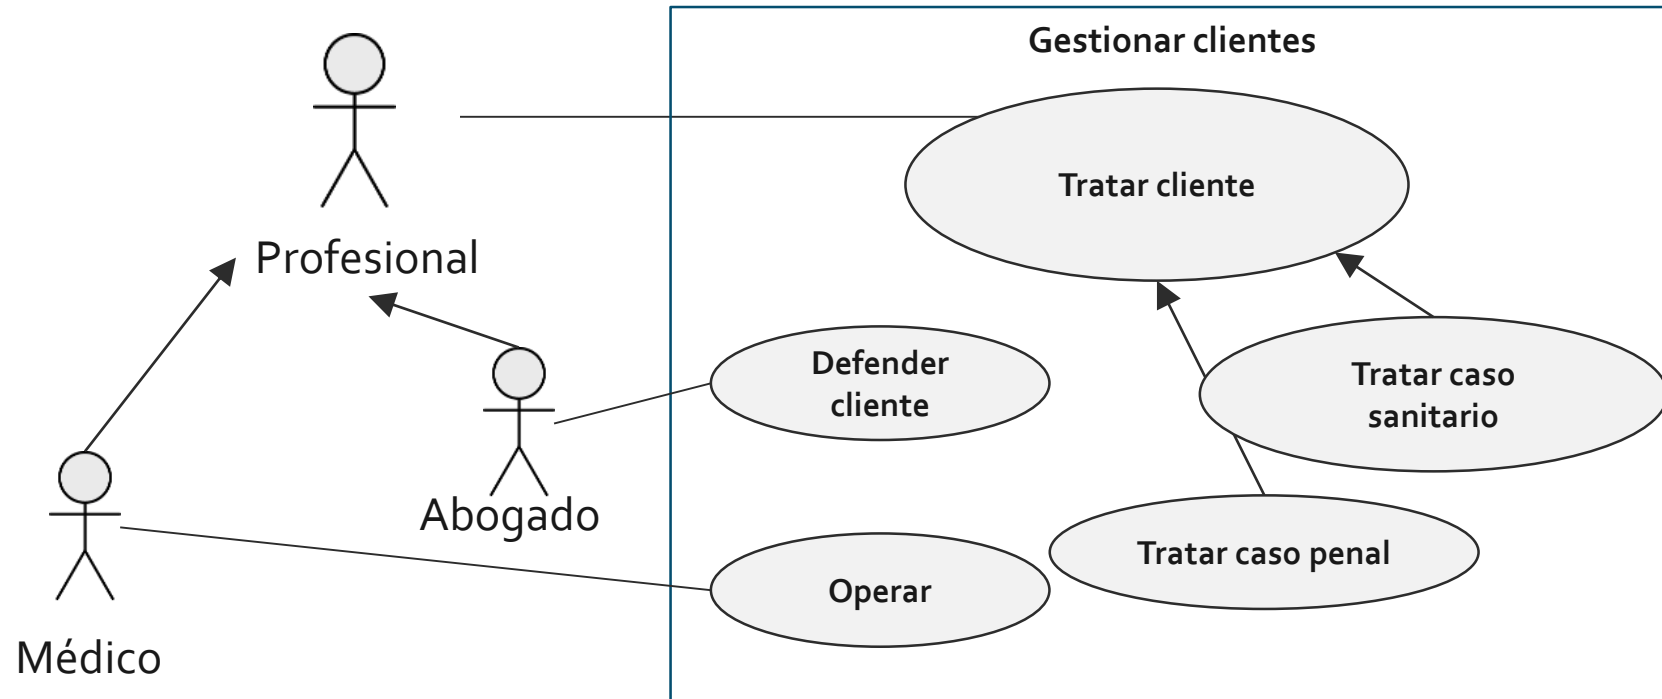 Gestionar clientes
Tratar cliente
Profesional
Defender
cliente
Tratar caso
sanitario
Abogado
Tratar caso penal
Operar
Médico